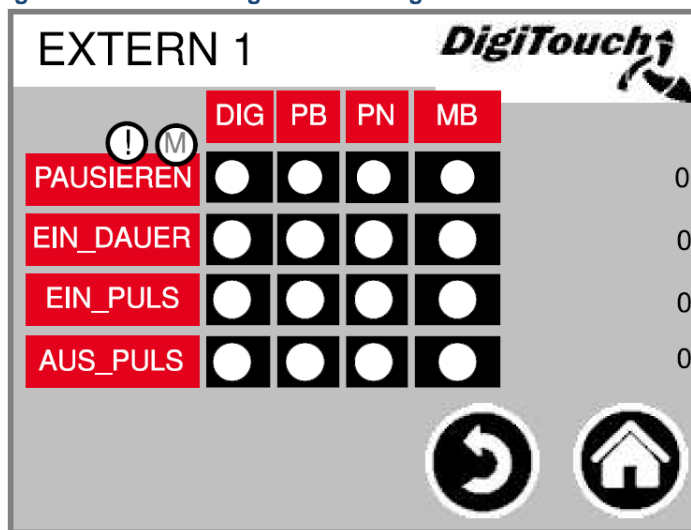 EXTERN 1
DigiTouch
DIG PB PN MB
! M
PAUSIEREN 0
EIN_DAUER 0
EIN_PULS 0
AUS_PULS 0